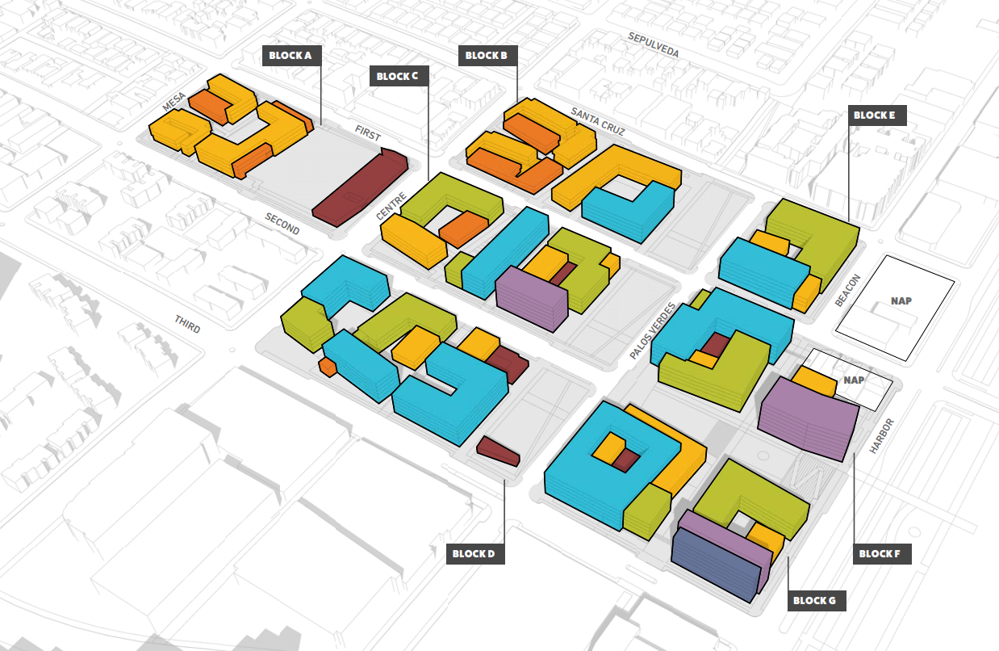 SEPULVEDA
BLOCK A
BLOCK B
BLOCK C
MESA
SANTA CRUZ
BLOCK E
FIRST
CENTRE
SECOND
BEACON
NAP
THIRD
PALOS VERDES
NAP
HARBOR
BLOCK D
BLOCK F
BLOCK G